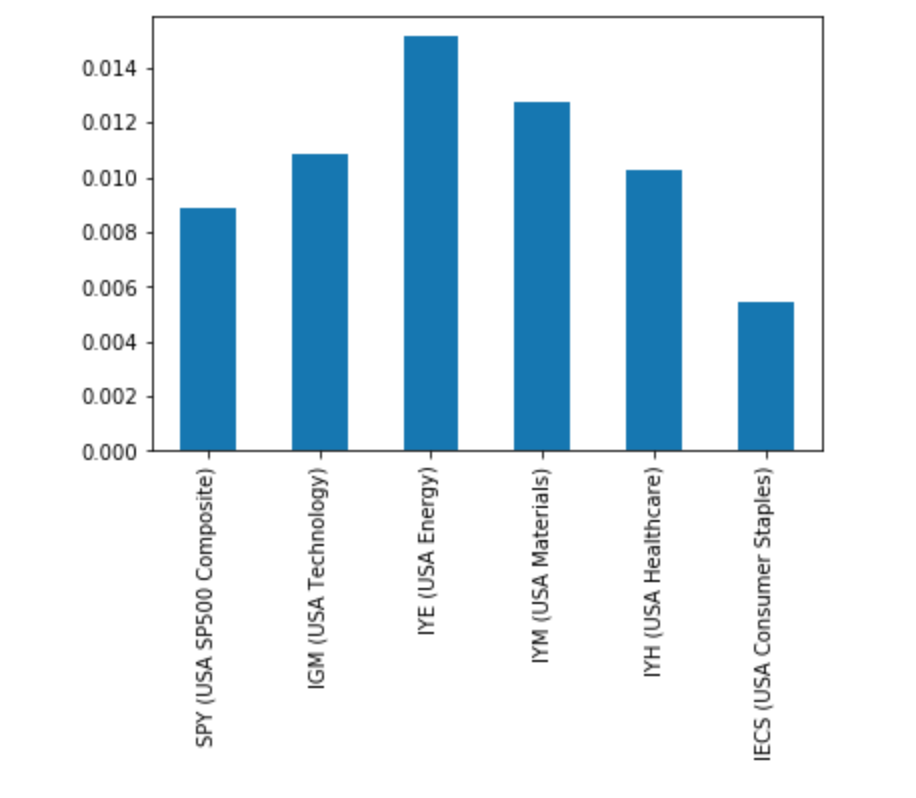 0.014
0.012
0.010
0.008
0.006
0.004
0.002
0.000
SPY (USA SP500 Composite)
IGM (USA Technology)
IYE (USA Energy)
IYM (USA Materials)
IYH (USA Healthcare)
IECS (USA Consumer Staples)